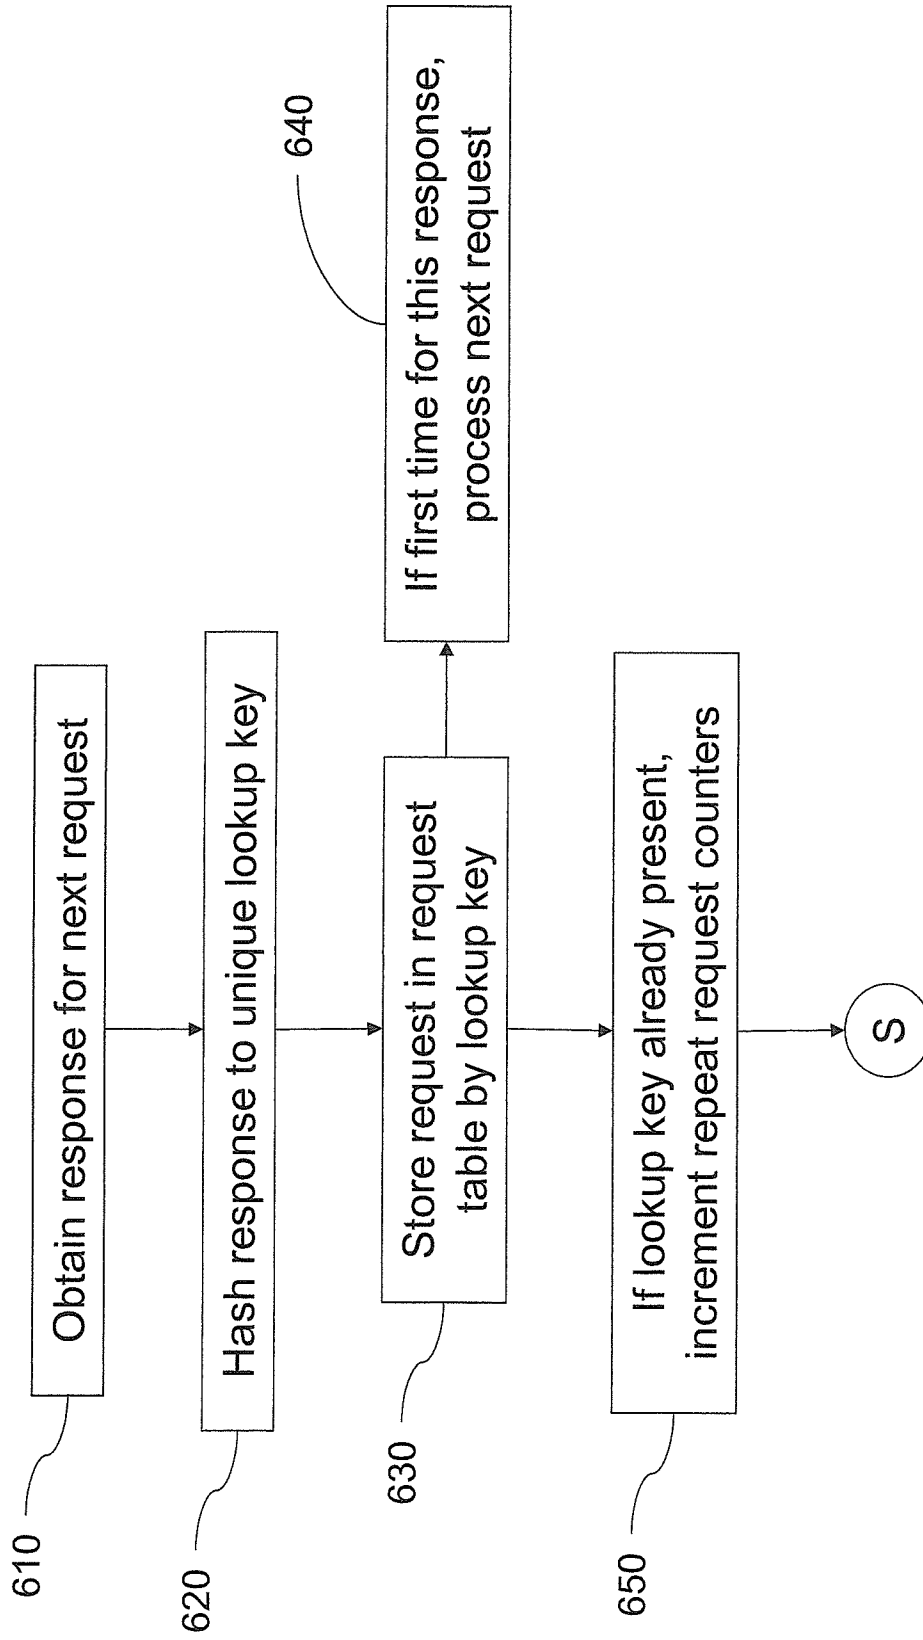 610
Obtain response for next request
620
Hash response to unique lookup key
630
Store request in request
table by lookup key
640
If first time for this response,
process next request
650
If lookup key already present,
increment repeat request counters
S